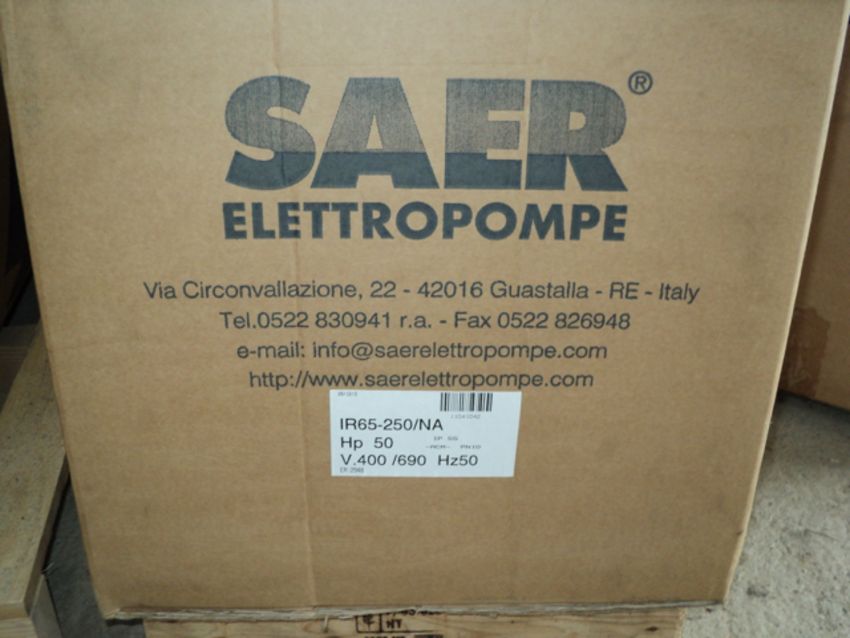 SAER®
ELETTROPOMPE
Via Circonvallazione, 22 - 42016 Guastalla - RE - Italy
Tel.0522 830941 r.a. - Fax 0522 826948
e-mail: info@saerelettropompe.com
http://www.saerelettropompe.com
IR65-250/NA
Hp 50
V.400 /690 Hz50